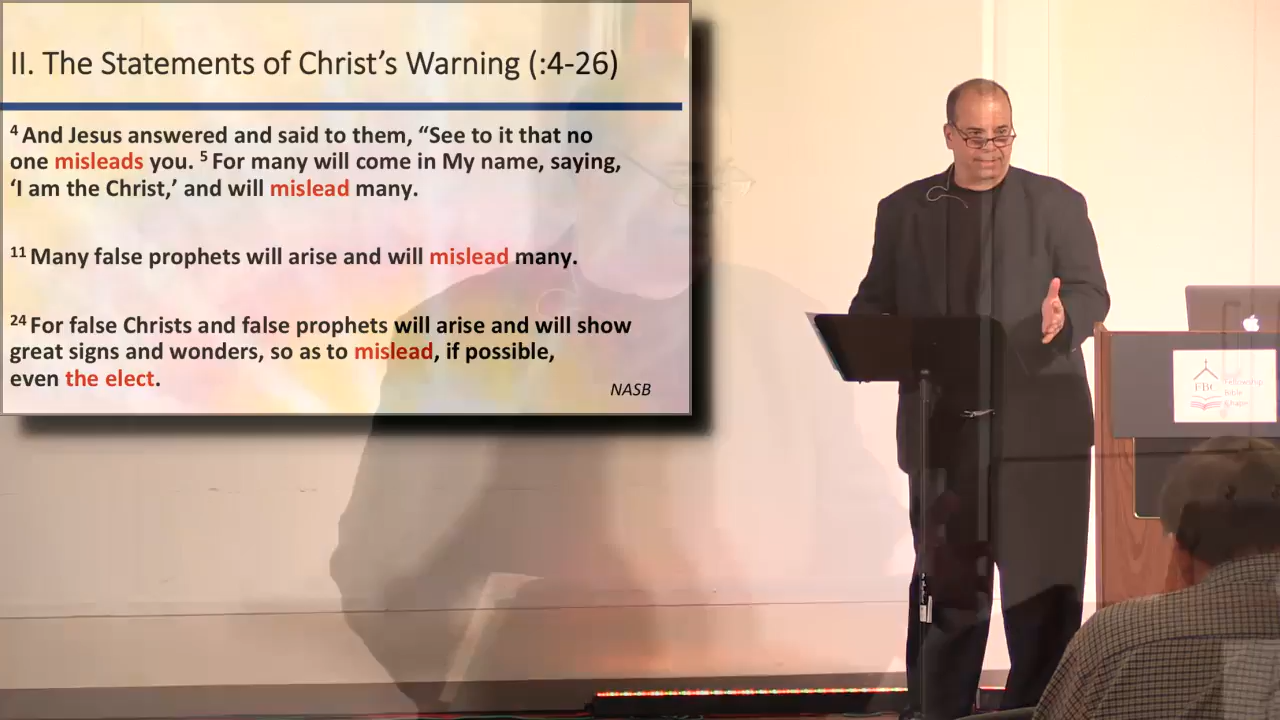 II. The Statements of Christ’s Warning (:4-26)
⁴ And Jesus answered and said to them, “See to it that no
one misleads you. ⁵ For many will come in My name, saying,
‘I am the Christ,’ and will mislead many.
¹¹ Many false prophets will arise and will mislead many.
²⁴ For false Christs and false prophets will arise and will show
great signs and wonders, so as to mislead, if possible,
even the elect.
NASB
FBC
Fellowship
Bible
Chapel